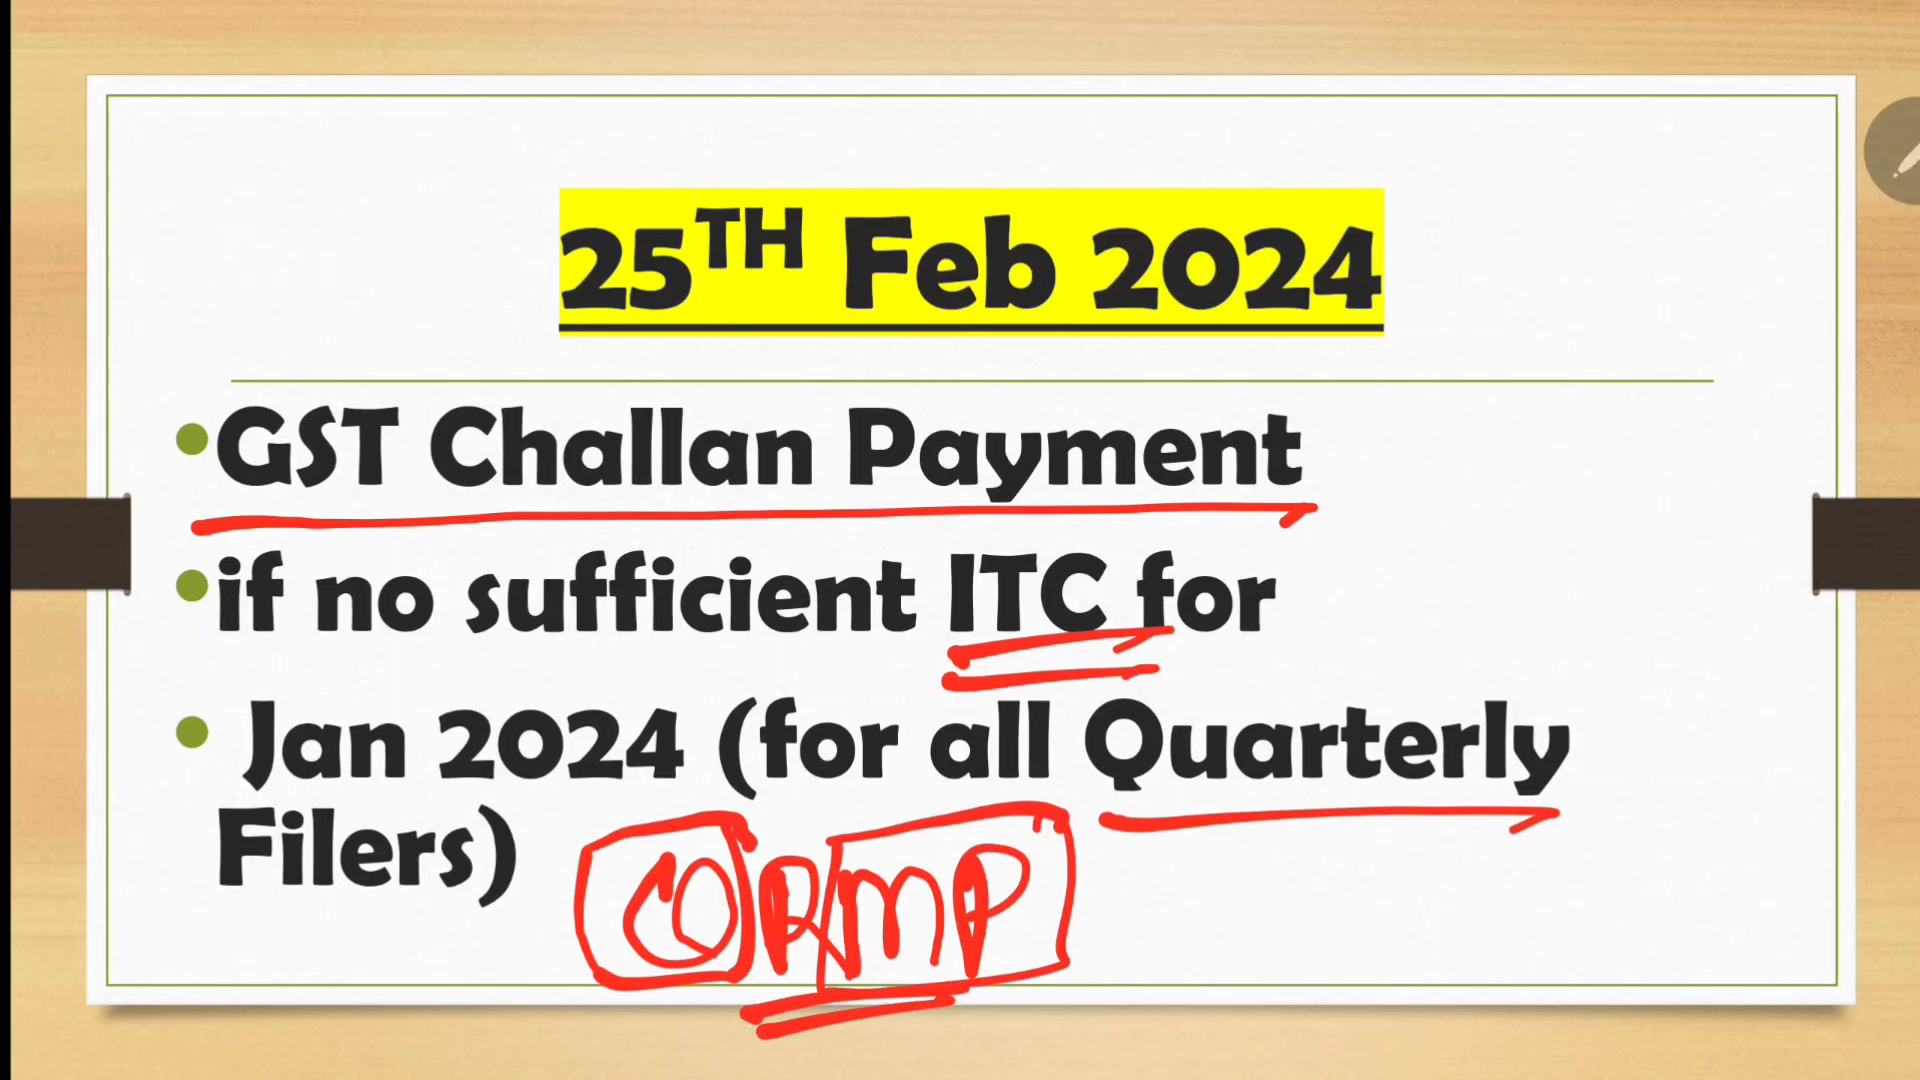 25TH Feb 2024
•GST Challan Payment
•if no sufficient ITC for
• Jan 2024 (for all Quarterly
Filers)
QRMP